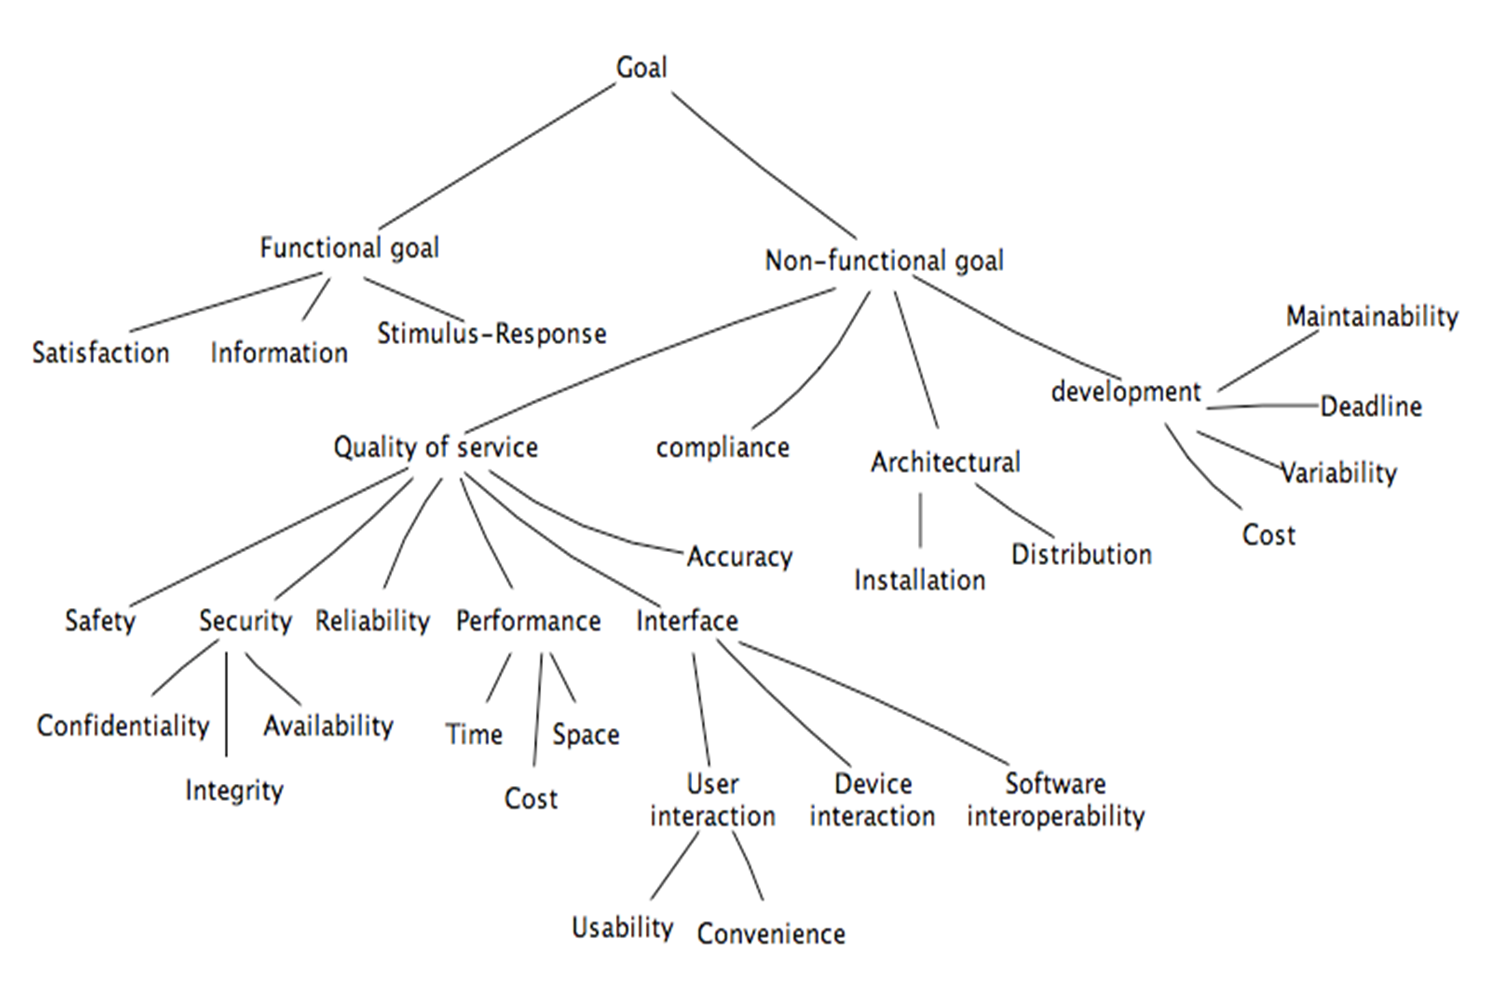 Goal
Functional goal
Non-functional goal
Satisfaction
Information
Stimulus-Response
Maintainability
development
Deadline
Quality of service
compliance
Architectural
Variability
Cost
Accuracy
Distribution
Installation
Safety
Security
Reliability
Performance
Interface
Confidentiality
Availability
Time
Space
Integrity
Cost
User
interaction
Device
interaction
Software
interoperability
Usability
Convenience